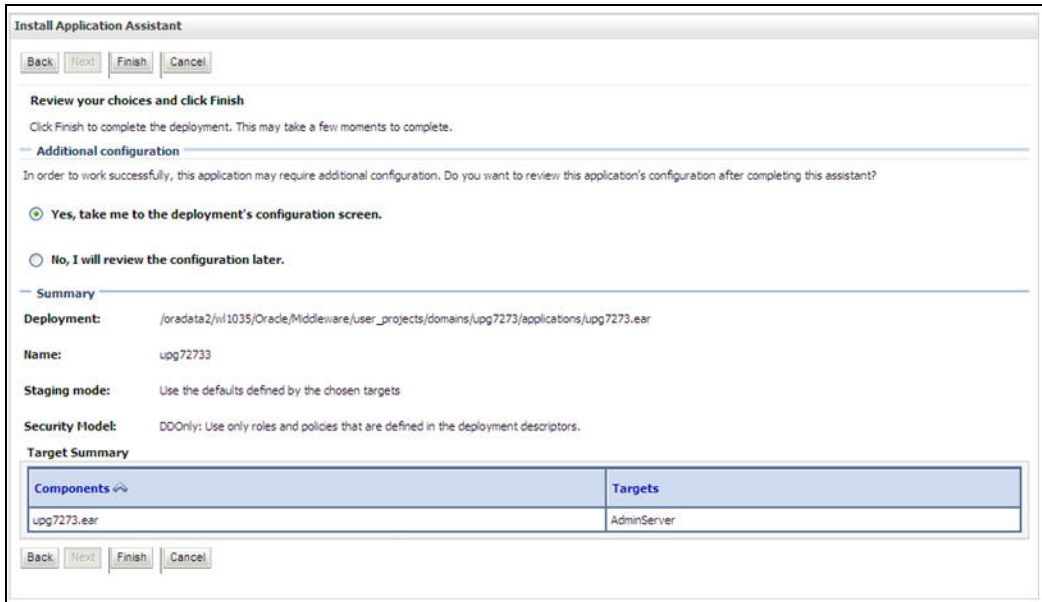 Install Application Assistant
Back Next Finish Cancel
Review your choices and click Finish
Click Finish to complete the deployment. This may take a few moments to complete.
Additional configuration
In order to work successfully, this application may require additional configuration. Do you want to review this application's configuration after completing this assistant?
Yes, take me to the deployment's configuration screen.
No, I will review the configuration later.
Summary
Deployment: /oradata2/wl1035/Oracle/Middleware/user_projects/domains/upg7273/applications/upg7273.ear
Name: upg72733
Staging mode: Use the defaults defined by the chosen targets
Security Model: DDOnly: Use only roles and policies that are defined in the deployment descriptors.
Target Summary
Components Targets
upg7273.ear AdminServer
Back Next Finish Cancel